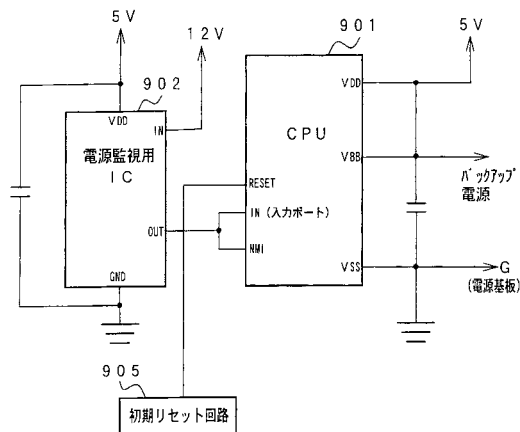 5V
12V
902
VDD
IN
電源監視用
IC
OUT
GND
901
5V
VDD
CPU
VBB
バックアップ
電源
RESET
IN (入力ポート)
NMI
VSS
G
(電源基板)
905
初期リセット回路